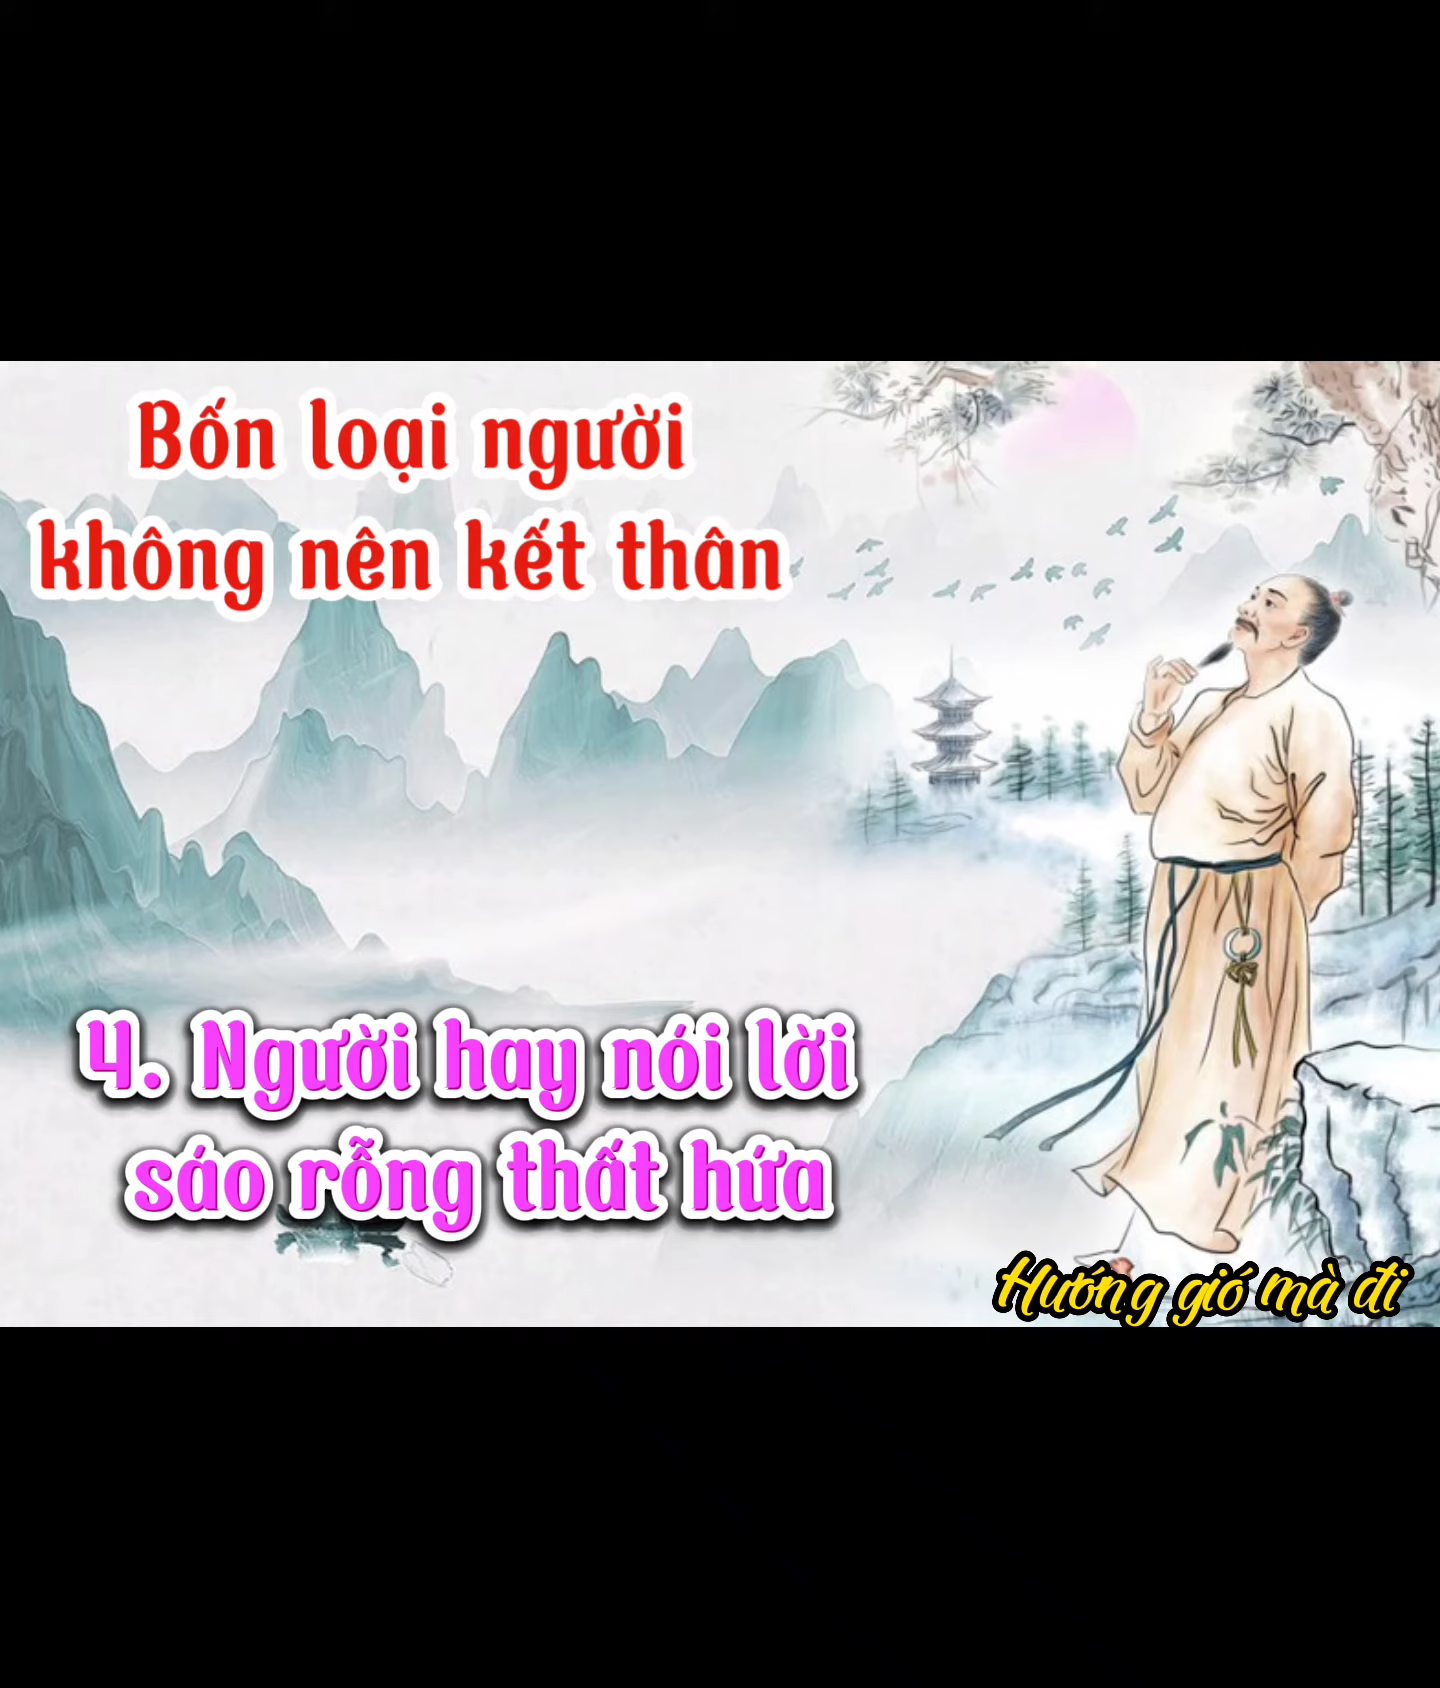 Bốn loại người
không nên kết thân
4. Người hay nói lời
sáo rỗng thất hứa
Hướng gió mà đi